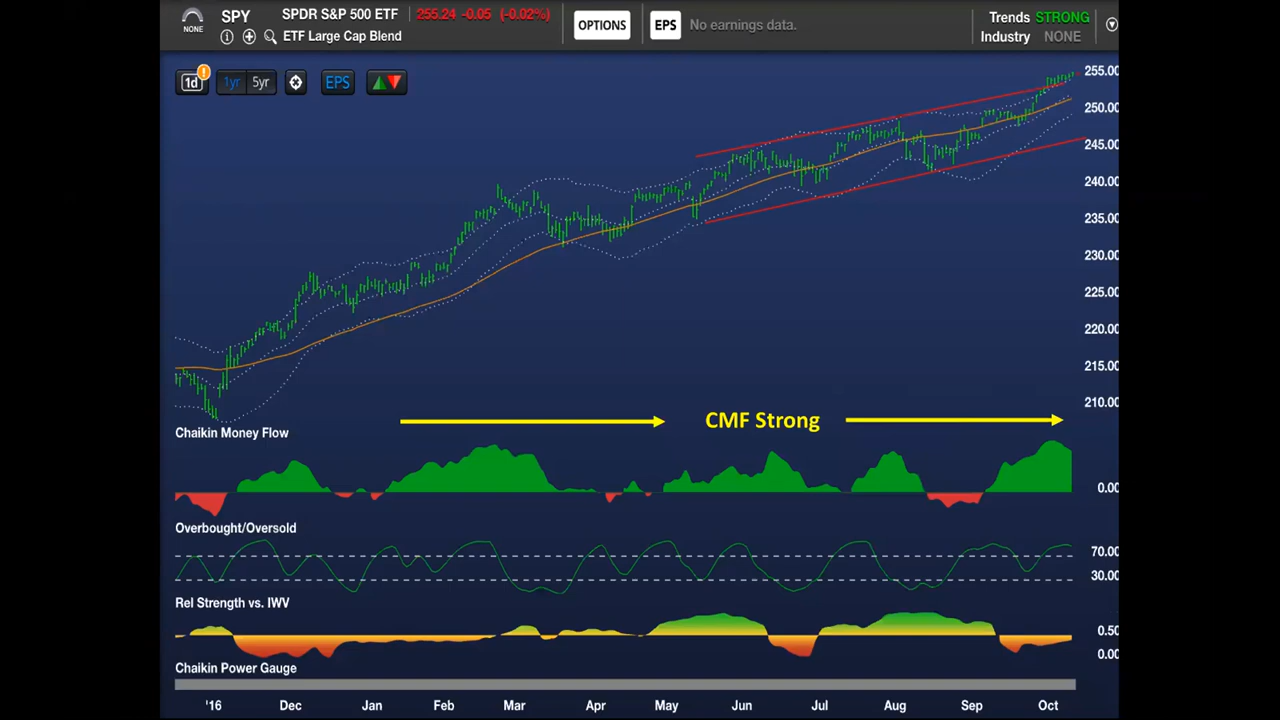 NONE
SPY
SPDR S&P 500 ETF
255.24 -0.05 (-0.02%)
ETF Large Cap Blend
OPTIONS
EPS
No earnings data.
Trends STRONG
Industry NONE
1d
!
1yr
5yr
EPS
255.00
250.00
245.00
240.00
235.00
230.00
225.00
220.00
215.00
210.00
CMF Strong
Chaikin Money Flow
0.00
Overbought/Oversold
70.00
30.00
Rel Strength vs. IWV
0.50
0.00
Chaikin Power Gauge
'16 Dec Jan Feb Mar Apr May Jun Jul Aug Sep Oct